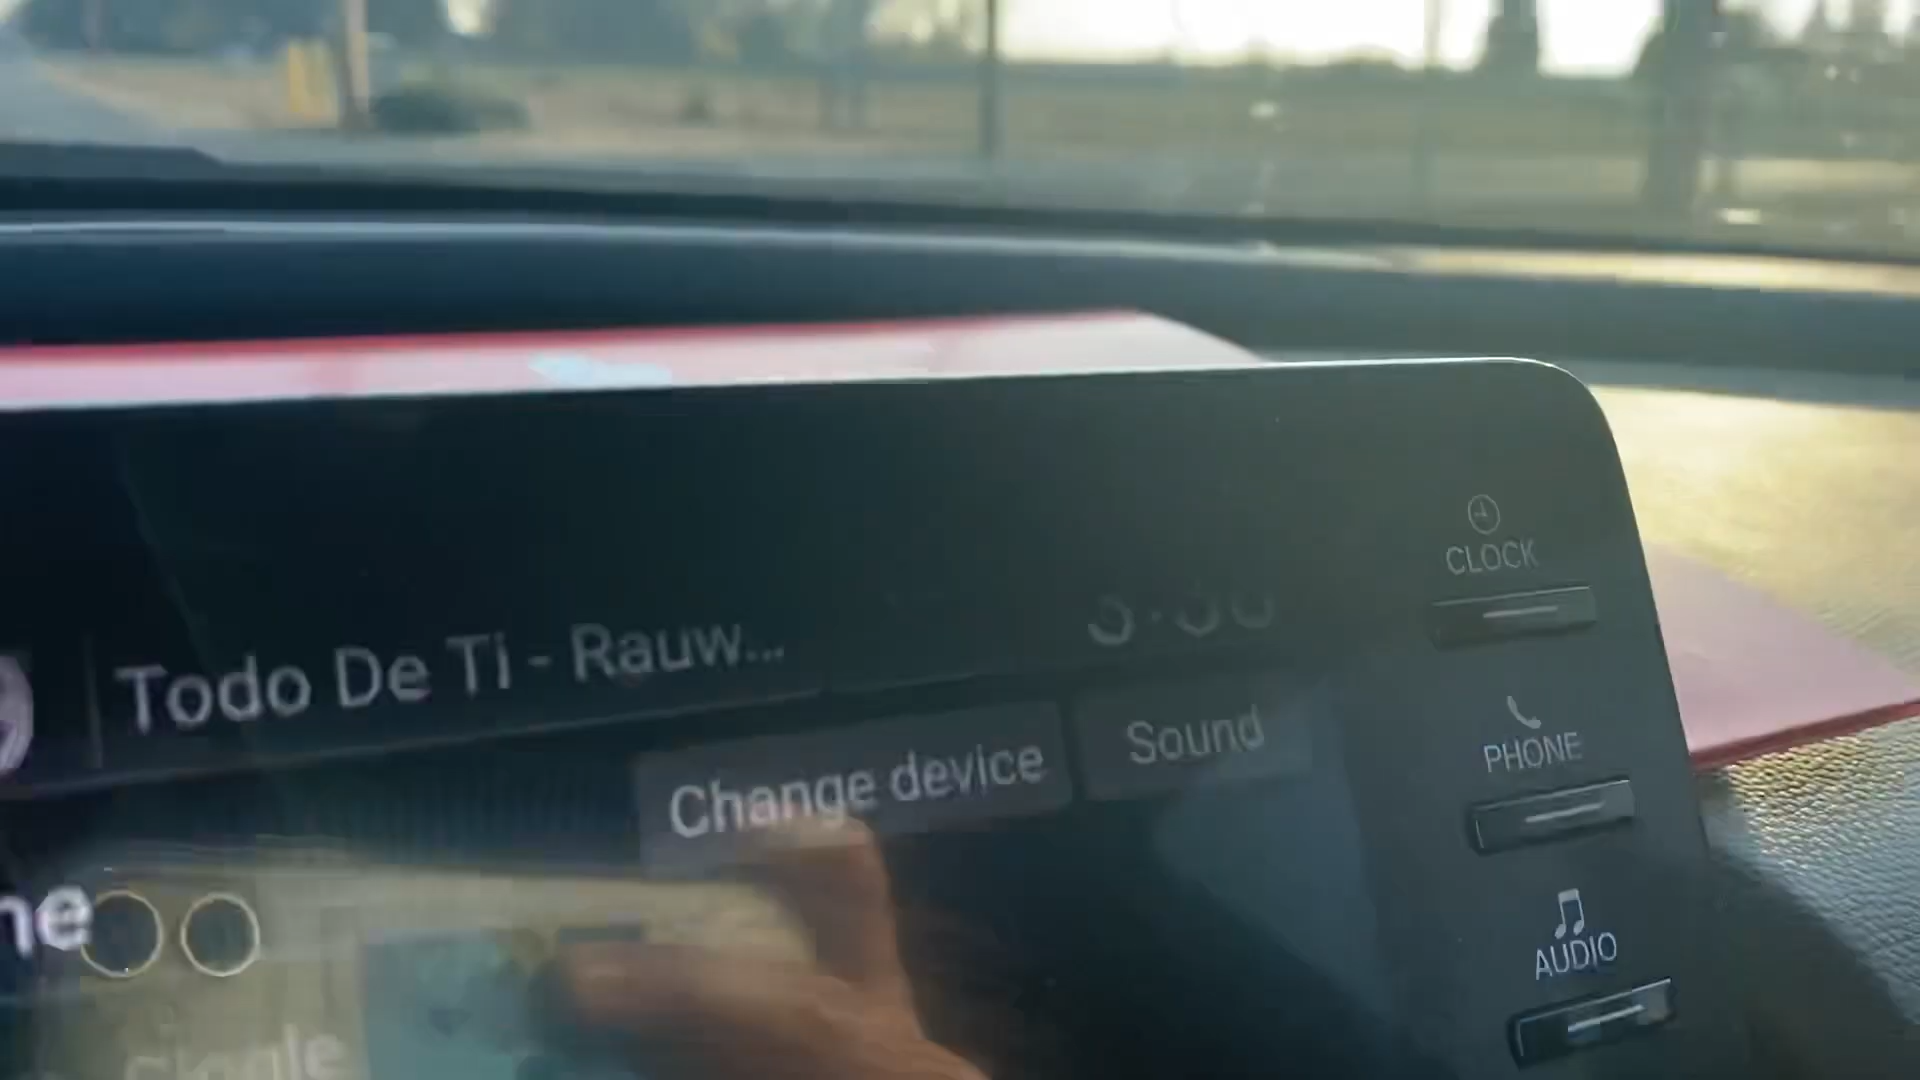 CLOCK
Todo De Ti - Rauw...
Change device
Sound
PHONE
AUDIO